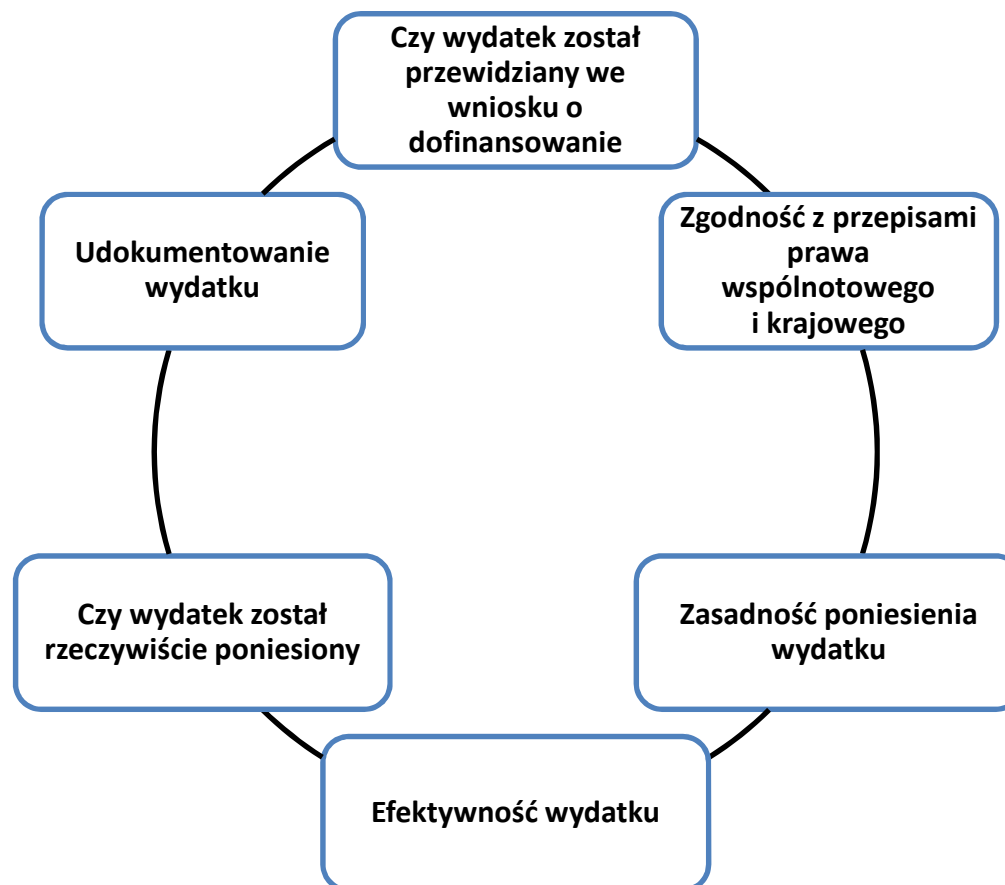 Czy wydatek został
przewidziany we
wniosku o
dofinansowanie
Udokumentowanie
wydatku
Zgodność z przepisami
prawa
wspólnotowego
i krajowego
Czy wydatek został
rzeczywiście poniesiony
Zasadność poniesienia
wydatku
Efektywność wydatku